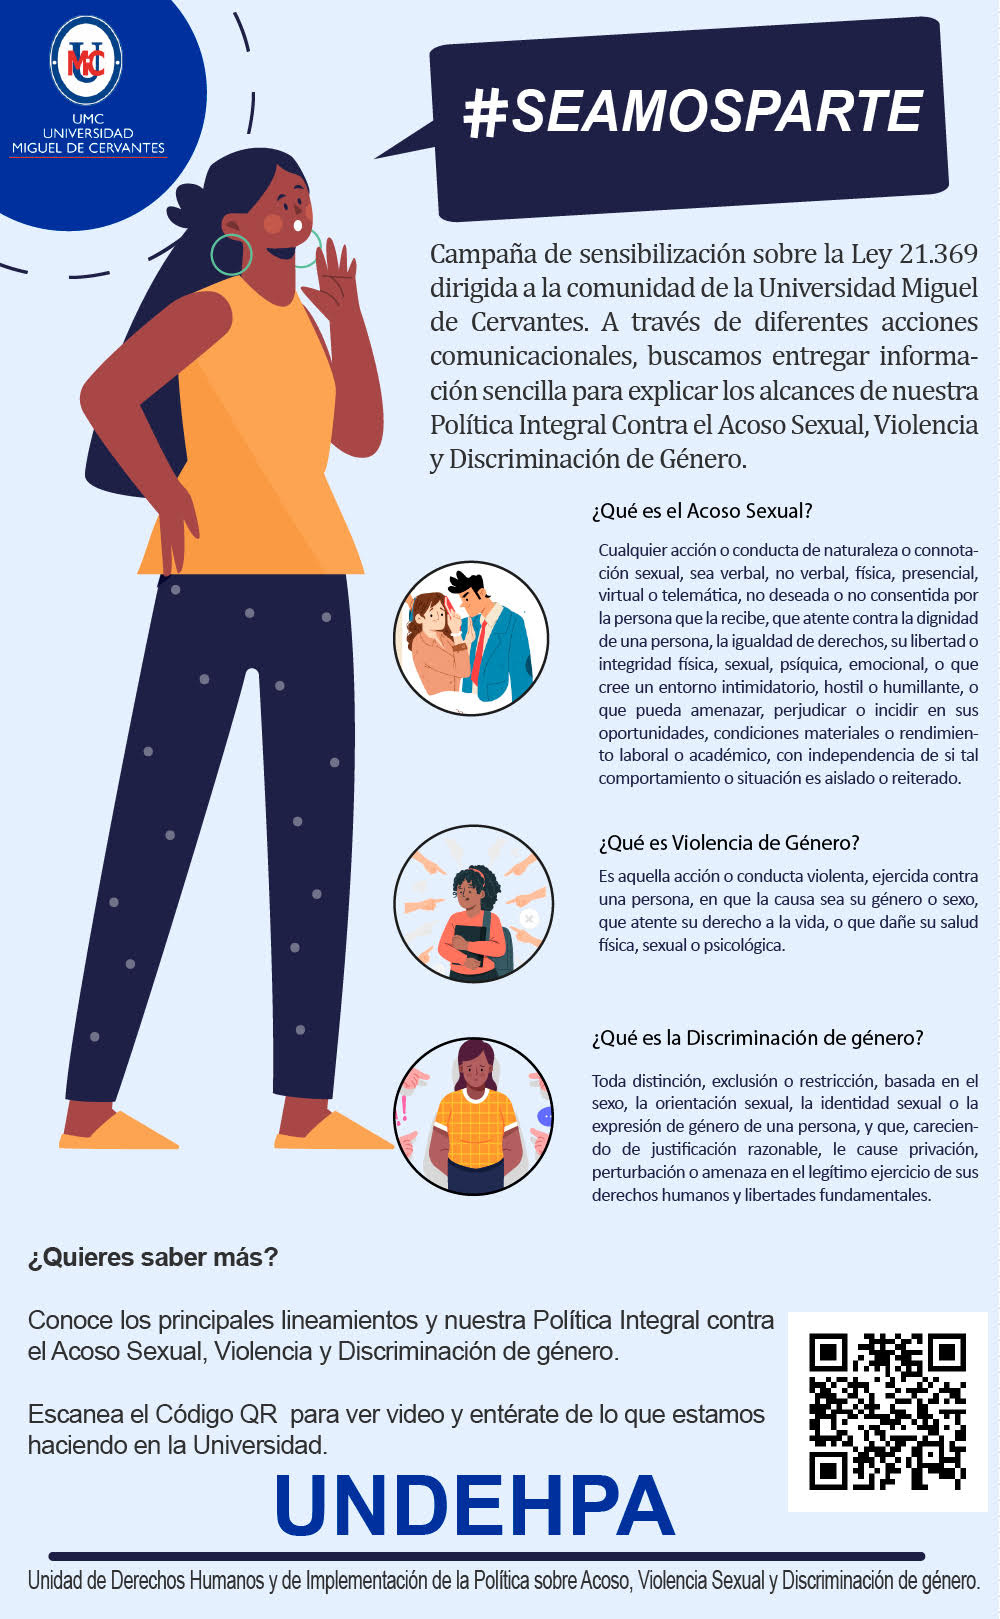 UMC
UNIVERSIDAD
MIGUEL DE CERVANTES
#SEAMOSPARTE
Campaña de sensibilización sobre la Ley 21.369
dirigida a la comunidad de la Universidad Miguel
de Cervantes. A través de diferentes acciones
comunicacionales, buscamos entregar informa-
ción sencilla para explicar los alcances de nuestra
Política Integral Contra el Acoso Sexual, Violencia
y Discriminación de Género.
¿Qué es el Acoso Sexual?
Cualquier acción o conducta de naturaleza o connota-
ción sexual, sea verbal, no verbal, física, presencial,
virtual o telemática, no deseada o no consentida por
la persona que la recibe, que atente contra la dignidad
de una persona, la igualdad de derechos, su libertad o
integridad física, sexual, psíquica, emocional, o que
cree un entorno intimidatorio, hostil o humillante, o
que pueda amenazar, perjudicar o incidir en sus
oportunidades, condiciones materiales o rendimien-
to laboral o académico, con independencia de si tal
comportamiento o situación es aislado o reiterado.
¿Qué es Violencia de Género?
Es aquella acción o conducta violenta, ejercida contra
una persona, en que la causa sea su género o sexo,
que atente su derecho a la vida, o que dañe su salud
física, sexual o psicológica.
¿Qué es la Discriminación de género?
Toda distinción, exclusión o restricción, basada en el
sexo, la orientación sexual, la identidad sexual o la
expresión de género de una persona, y que, carecien-
do de justificación razonable, le cause privación,
perturbación o amenaza en el legítimo ejercicio de sus
derechos humanos y libertades fundamentales.
¿Quieres saber más?
Conoce los principales lineamientos y nuestra Política Integral contra
el Acoso Sexual, Violencia y Discriminación de género.
Escanea el Código QR para ver video y entérate de lo que estamos
haciendo en la Universidad.
UNDEHPA
Unidad de Derechos Humanos y de Implementación de la Política sobre Acoso, Violencia Sexual y Discriminación de género.